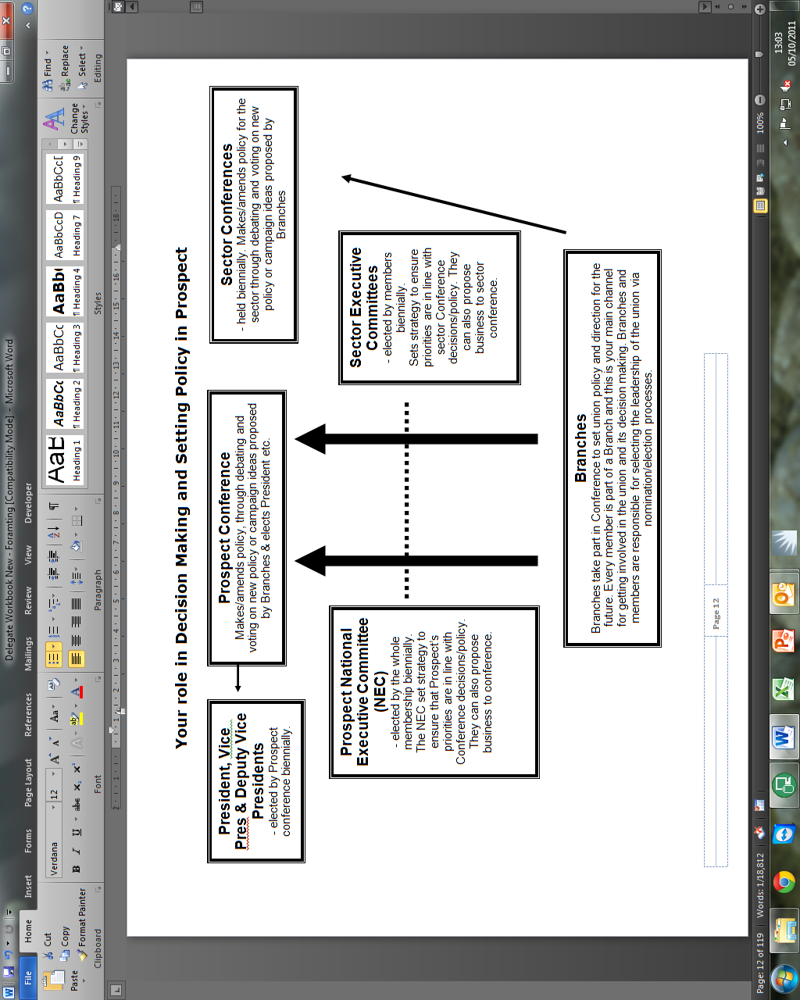 Delegate Workbook New - Foramting [Compatibility Mode] - Microsoft Word
File
Home
Insert
Forms
Page Layout
References
Mailings
Review
View
Developer
Paste
Cut
Copy
Format Painter
Clipboard
Verdana
12
Font
Paragraph
AaB
Heading 1
AaBbCc
¶ Heading 2
AaBbCc
¶ Heading 3
AaBb
¶ Heading 4
AaBbCcD
Heading 7
AaBbCcD
¶ Heading 9
Change
Styles
Styles
Find
Replace
Select
Editing
Your role in Decision Making and Setting Policy in Prospect
President, Vice
Pres & Deputy Vice
Presidents
- elected by Prospect
conference biennially.
Prospect Conference
Makes/amends policy, through debating and
voting on new policy or campaign ideas proposed
by Branches & elects President etc.
Sector Conferences
- held biennially. Makes/amends policy for the
sector through debating and voting on new
policy or campaign ideas proposed by
Branches
Prospect National
Executive Committee
(NEC)
- elected by the whole
membership biennially.
The NEC set strategy to
ensure that Prospect's
priorities are in line with
Conference decisions/policy.
They can also propose
business to conference.
Sector Executive
Committees
- elected by members
biennially.
Sets strategy to ensure
priorities are in line with
sector Conference
decisions/policy. They
can also propose
business to sector
conference.
Branches
Branches take part in Conference to set union policy and direction for the
future. Every member is part of a Branch and this is your main channel
for getting involved in the union and its decision making. Branches and
members are responsible for selecting the leadership of the union via
nomination/election processes.
Page 12
Page: 12 of 119
Words: 1/18,812
100%
13:03
05/10/2011